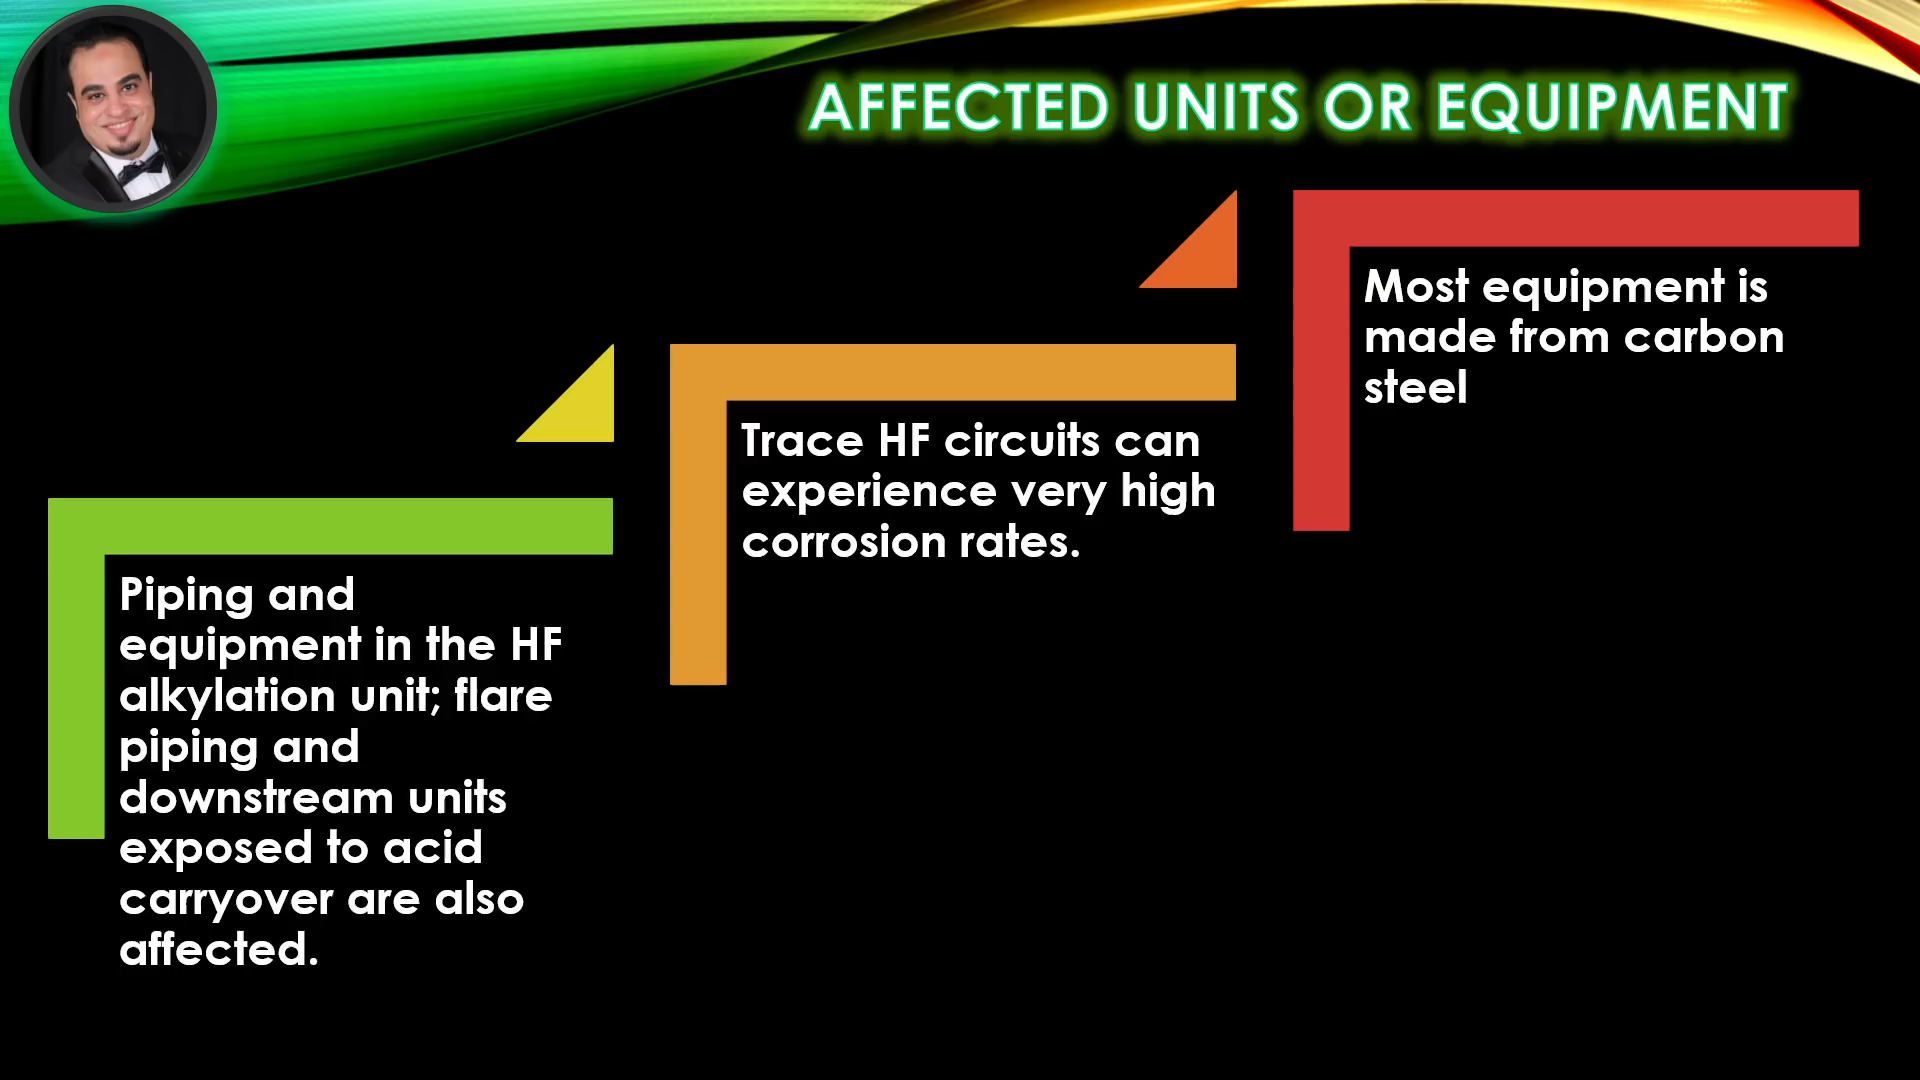 AFFECTED UNITS OR EQUIPMENT
Piping and
equipment in the HF
alkylation unit; flare
piping and
downstream units
exposed to acid
carryover are also
affected.
Trace HF circuits can
experience very high
corrosion rates.
Most equipment is
made from carbon
steel